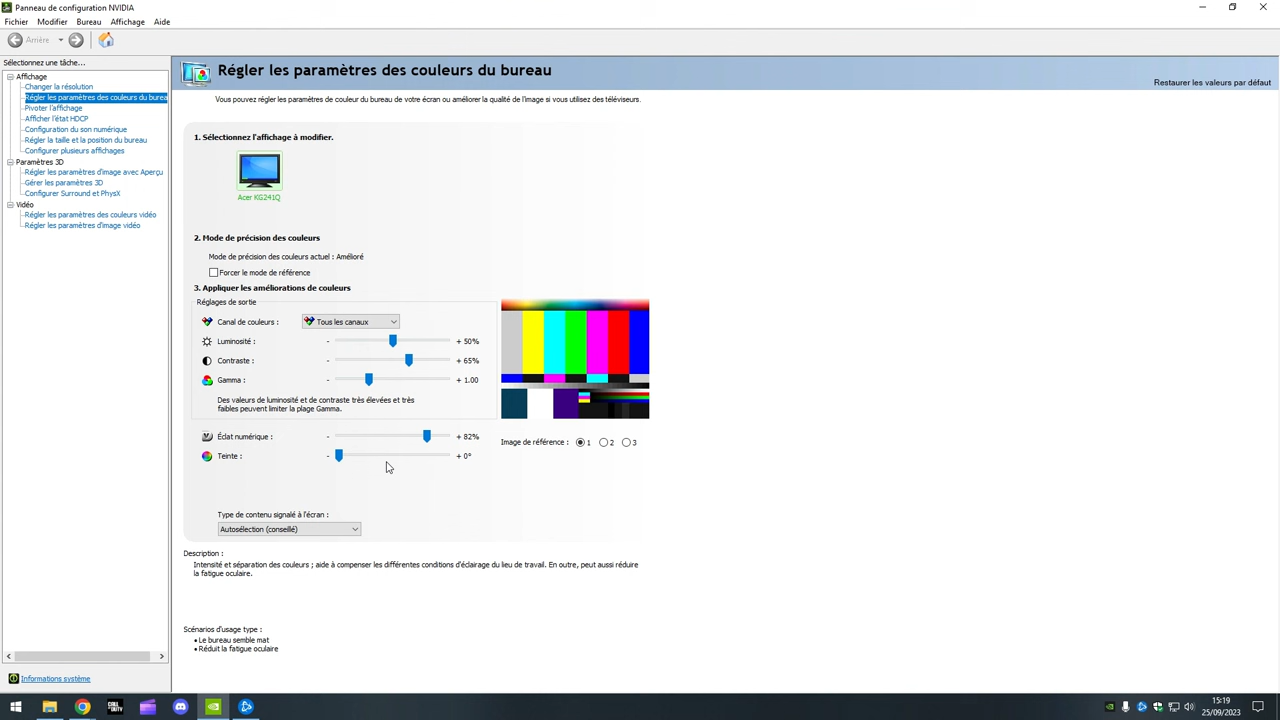 Panneau de configuration NVIDIA
Fichier Modifier Bureau Affichage Aide
Arrière
Sélectionnez une tâche...
Affichage
Changer la résolution
Régler les paramètres des couleurs du burea
Pivoter l'affichage
Afficher l'état HDCP
Configuration du son numérique
Régler la taille et la position du bureau
Configurer plusieurs affichages
Paramètres 3D
Régler les paramètres d'image avec Aperçu
Gérer les paramètres 3D
Configurer Surround et PhysX
Vidéo
Régler les paramètres des couleurs vidéo
Régler les paramètres d'image vidéo
Informations système
Régler les paramètres des couleurs du bureau
Restaurer les valeurs par défaut
Vous pouvez régler les paramètres de couleur du bureau de votre écran ou améliorer la qualité de l'image si vous utilisez des téléviseurs.
1. Sélectionnez l'affichage à modifier.
Acer KG241Q
2. Mode de précision des couleurs
Mode de précision des couleurs actuel : Amélioré
Forcer le mode de référence
3. Appliquer les améliorations de couleurs
Réglages de sortie
Canal de couleurs : Tous les canaux
Luminosité : - + 50%
Contraste : - + 65%
Gamma : - + 1.00
Des valeurs de luminosité et de contraste très élevées et très
faibles peuvent limiter la plage Gamma.
Éclat numérique : - + 82%
Image de référence : 1 2 3
Teinte : - + 0°
Type de contenu signalé à l'écran :
Autosélection (conseillé)
Description :
Intensité et séparation des couleurs ; aide à compenser les différentes conditions d'éclairage du lieu de travail. En outre, peut aussi réduire
la fatigue oculaire.
Scénarios d'usage type :
• Le bureau semble mat
• Réduit la fatigue oculaire
CALL OF DUTY
15:19
25/09/2023